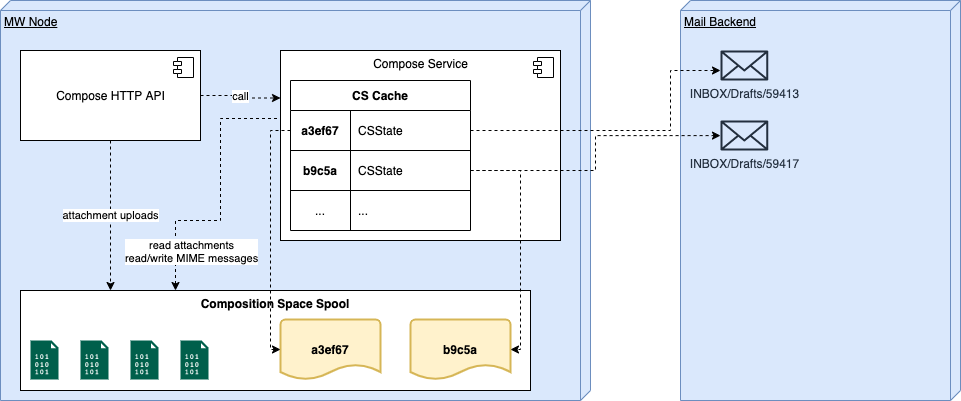 MW Node
Mail Backend
Compose HTTP API
call
Compose Service
CS Cache
a3ef67 CSState
b9c5a CSState
... ...
INBOX/Drafts/59413
INBOX/Drafts/59417
attachment uploads
read attachments
read/write MIME messages
Composition Space Spool
101
010
101
101
010
101
101
010
101
101
010
101
a3ef67
b9c5a